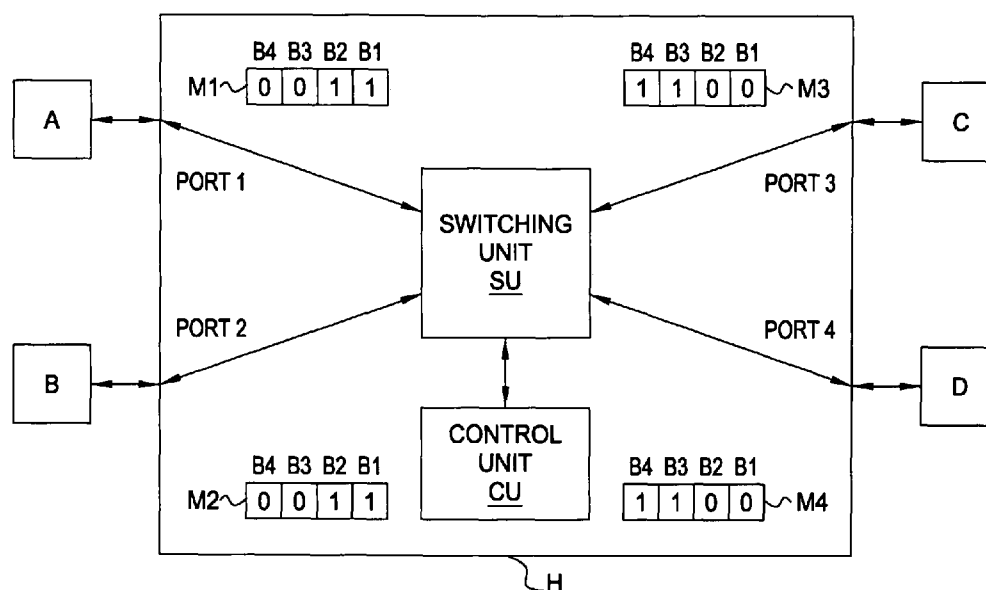 B4 B3 B2 B1
M1 0 0 1 1
B4 B3 B2 B1
1 1 0 0 M3
A
C
PORT 1
PORT 3
SWITCHING
UNIT
SU
PORT 2
PORT 4
B
D
CONTROL
UNIT
CU
B4 B3 B2 B1
M2 0 0 1 1
B4 B3 B2 B1
1 1 0 0 M4
H